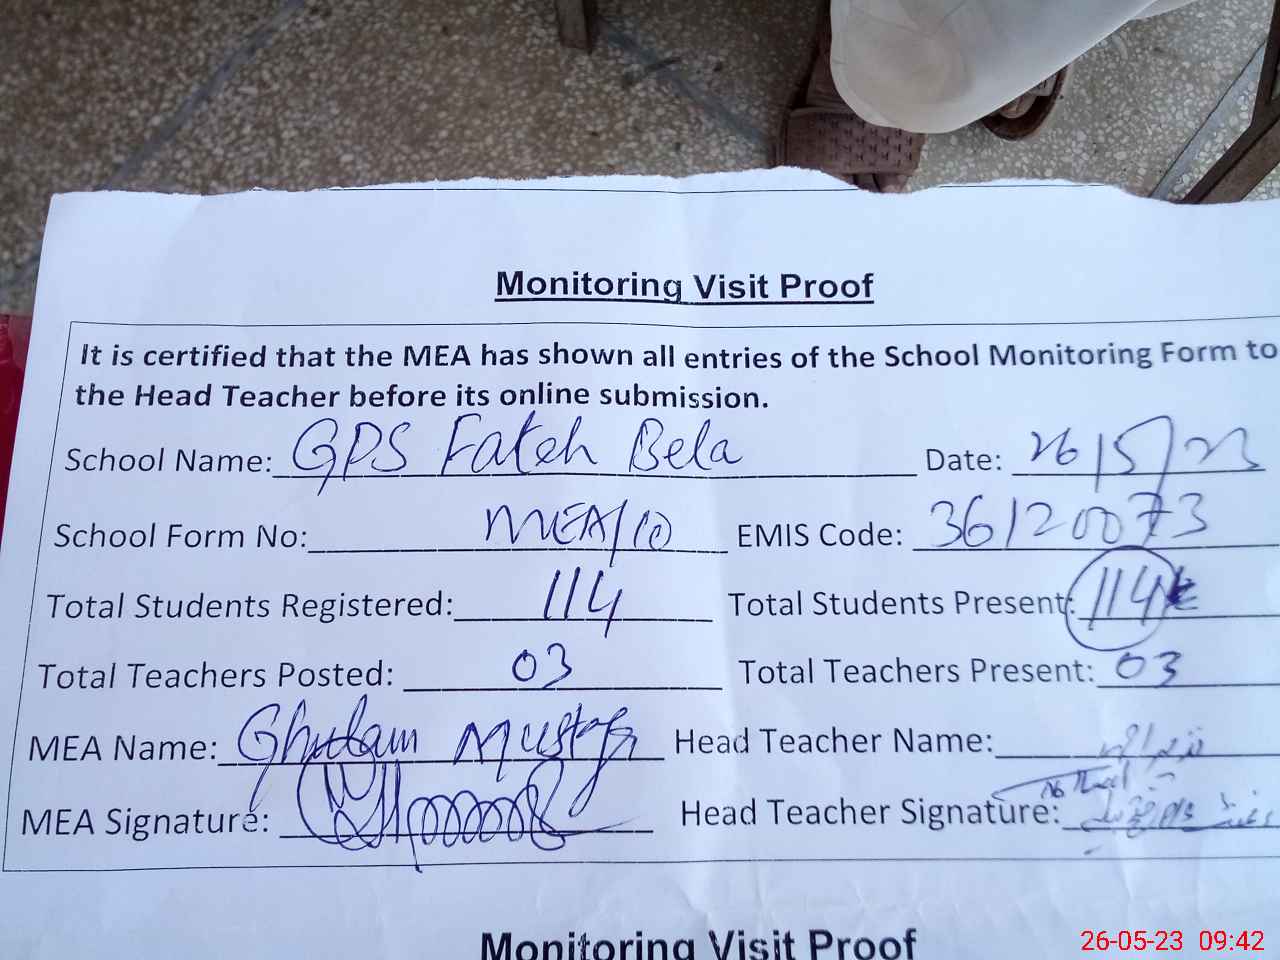 Monitoring Visit Proof
It is certified that the MEA has shown all entries of the School Monitoring Form to
the Head Teacher before its online submission.
School Name: GPS Fateh Bela Date: 26/5/23
School Form No: MEA/10 EMIS Code: 36120073
Total Students Registered: 114 Total Students Present: 114
Total Teachers Posted: 03 Total Teachers Present: 03
MEA Name: Ghulam Mustafa Head Teacher Name:
MEA Signature: Head Teacher Signature:
Monitoring Visit Proof
26-05-23 09:42